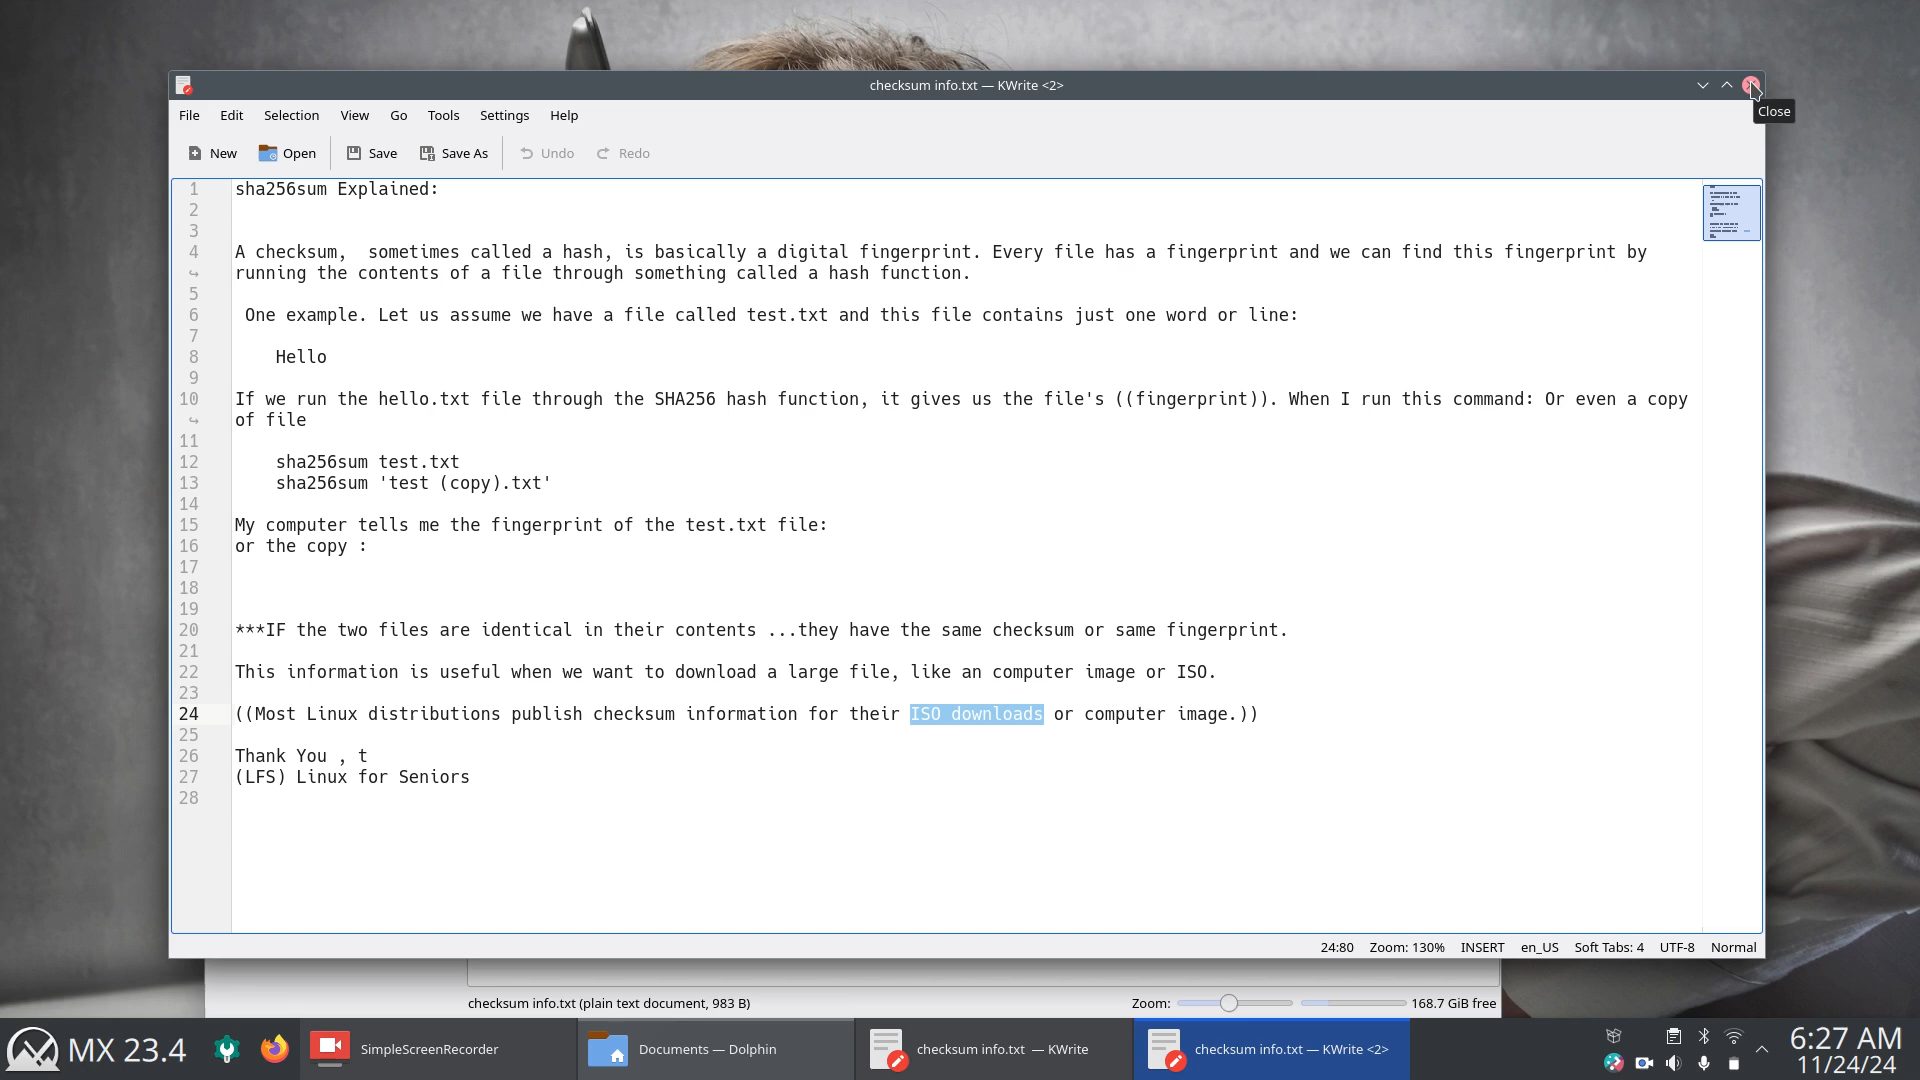 checksum info.txt — KWrite <2>
Close
File Edit Selection View Go Tools Settings Help
New Open Save Save As Undo Redo
1 sha256sum Explained:
2
3
4 A checksum,  sometimes called a hash, is basically a digital fingerprint. Every file has a fingerprint and we can find this fingerprint by
running the contents of a file through something called a hash function.
5
6  One example. Let us assume we have a file called test.txt and this file contains just one word or line:
7
8     Hello
9
10 If we run the hello.txt file through the SHA256 hash function, it gives us the file's ((fingerprint)). When I run this command: Or even a copy
of file
11
12     sha256sum test.txt
13     sha256sum 'test (copy).txt'
14
15 My computer tells me the fingerprint of the test.txt file:
16 or the copy :
17
18
19
20 ***IF the two files are identical in their contents ...they have the same checksum or same fingerprint.
21
22 This information is useful when we want to download a large file, like an computer image or ISO.
23
24 ((Most Linux distributions publish checksum information for their ISO downloads or computer image.))
25
26 Thank You , t
27 (LFS) Linux for Seniors
28
24:80 Zoom: 130% INSERT en_US Soft Tabs: 4 UTF-8 Normal
checksum info.txt (plain text document, 983 B) Zoom: 168.7 GiB free
MX 23.4 SimpleScreenRecorder Documents — Dolphin checksum info.txt — KWrite checksum info.txt — KWrite <2> 6:27 AM
11/24/24